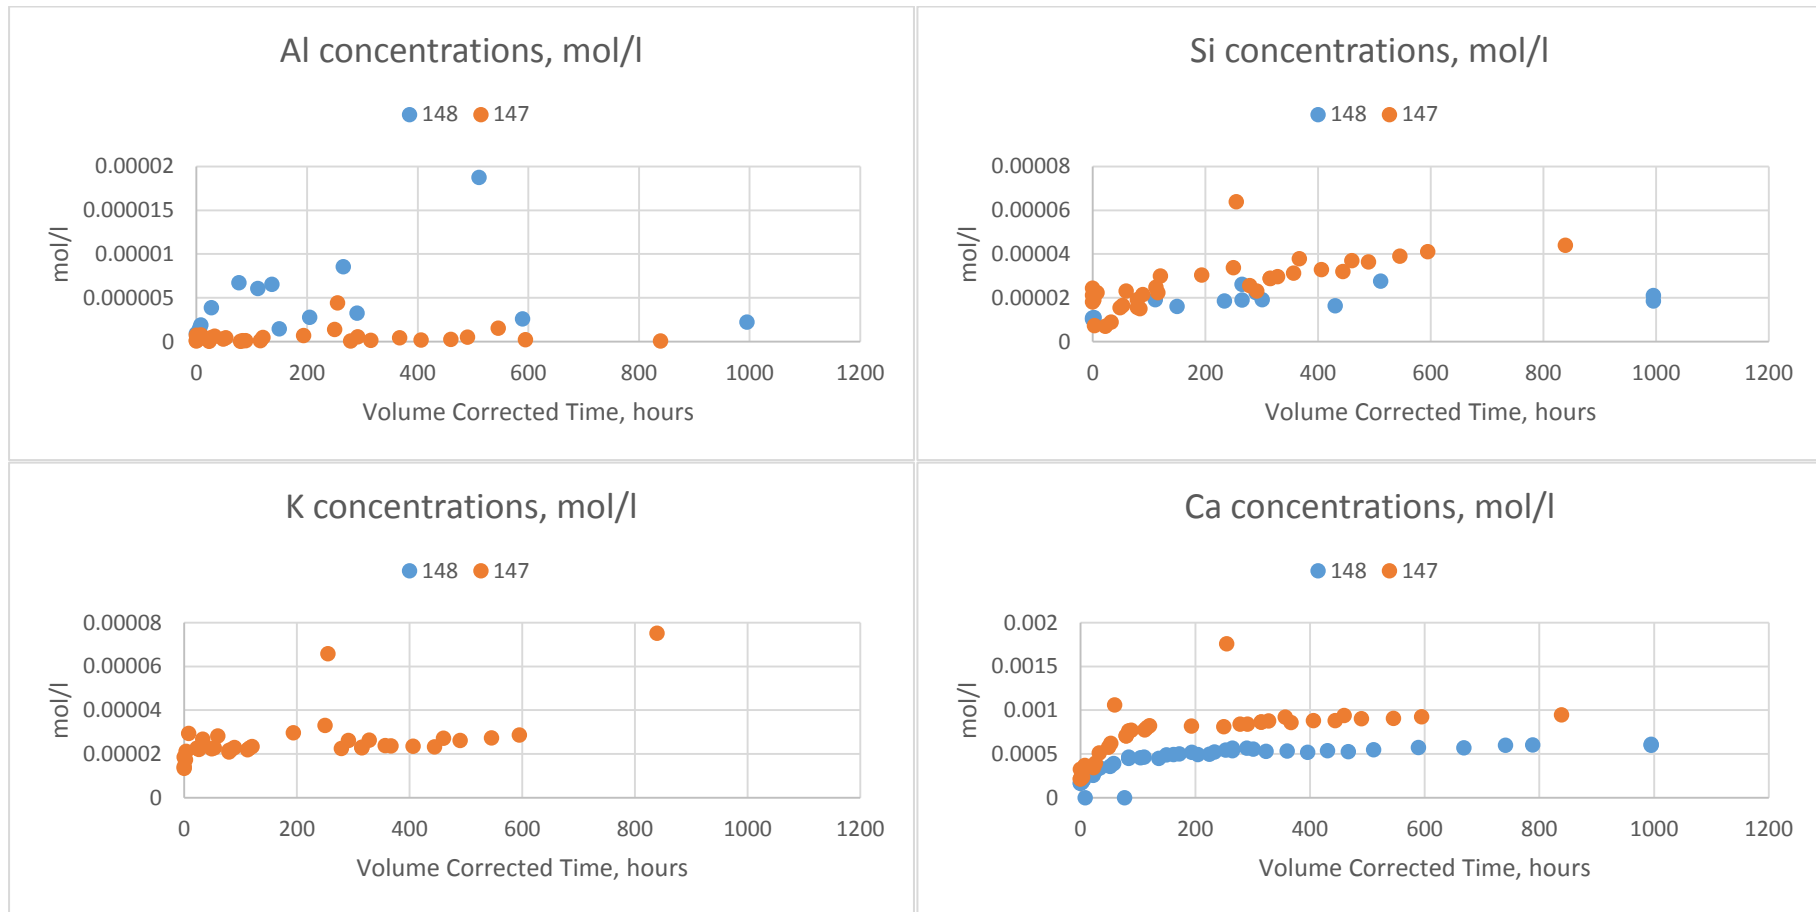 Al concentrations, mol/l
148 147
0.00002
0.000015
0.00001
0.000005
0
mol/l
0 200 400 600 800 1000 1200
Volume Corrected Time, hours
Si concentrations, mol/l
148 147
0.00008
0.00006
0.00004
0.00002
0
mol/l
0 200 400 600 800 1000 1200
Volume Corrected Time, hours
K concentrations, mol/l
148 147
0.00008
0.00006
0.00004
0.00002
0
mol/l
0 200 400 600 800 1000 1200
Volume Corrected Time, hours
Ca concentrations, mol/l
148 147
0.002
0.0015
0.001
0.0005
0
mol/l
0 200 400 600 800 1000 1200
Volume Corrected Time, hours